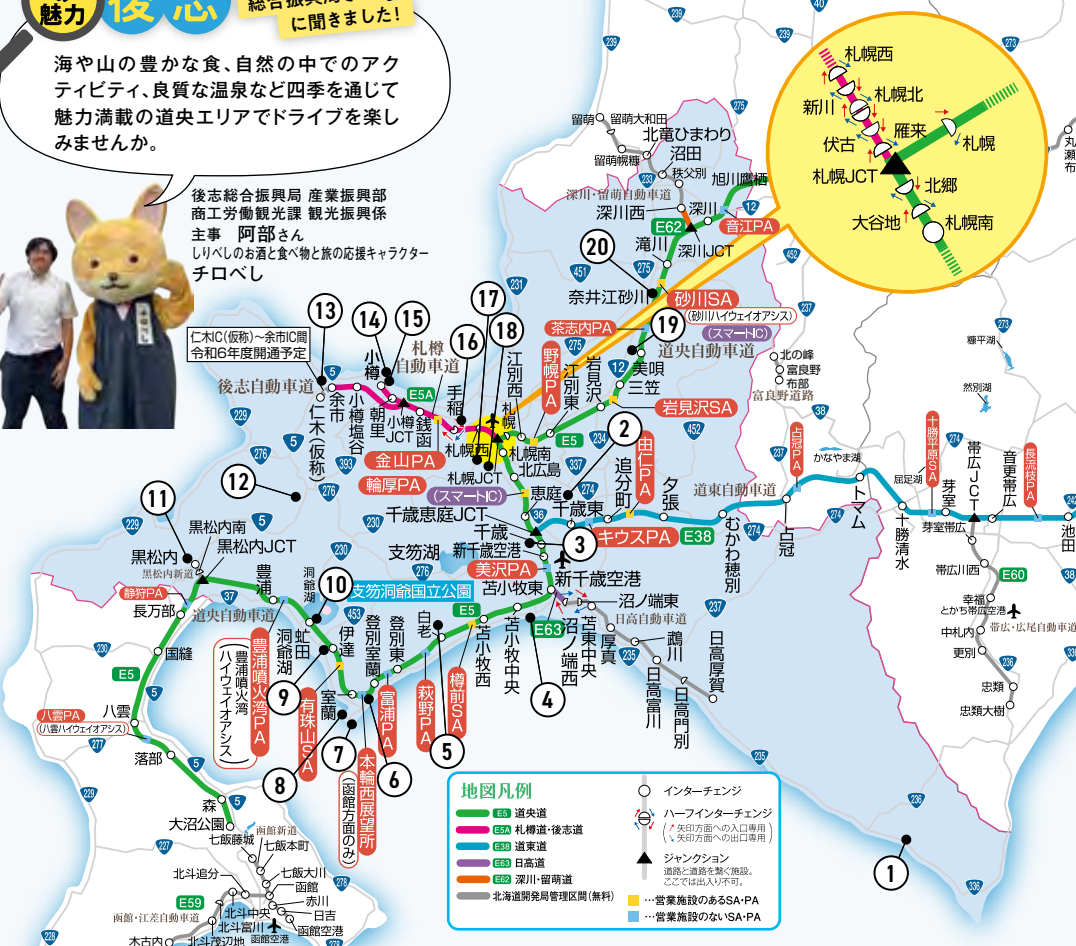 魅力
後志
総合振興局
に聞きました!
海や山の豊かな食、自然の中でのアク
ティビティ、良質な温泉など四季を通じて
魅力満載の道央エリアでドライブを楽し
みませんか。
後志総合振興局 産業振興部
商工労働観光課 観光振興係
主事 阿部さん
しりべしのお酒と食べ物と旅の応援キャラクター
チロべし
札幌西
新川
札幌北
伏古
雁来
札幌
札幌JCT
北郷
大谷地
札幌南
留萌
留萌大和田
北竜ひまわり
留萌幌糠
沼田
秩父別
深川・留萌自動車道
旭川鷹栖
深川西
深川
E62
音江PA
滝川
深川JCT
奈井江砂川
砂川SA
(砂川ハイウェイオアシス)
茶志内PA
(スマートIC)
道央自動車道
美唄
三笠
岩見沢
岩見沢SA
江別東
野幌PA
江別西
E5
札幌
札幌南
札幌西
札幌JCT
北広島
仁木IC(仮称)~余市IC間
令和6年度開通予定
後志自動車道
札樽
自動車道
小樽
E5A
手稲
仁木(仮称)
余市
小樽塩谷
朝里
小樽JCT
銭函
金山PA
輪厚PA
(スマートIC)
恵庭
千歳恵庭JCT
千歳
新千歳空港
美沢PA
苫小牧東
新千歳空港
千歳東
追分町
由仁PA
夕張
キウスPA
E38
道東自動車道
むかわ穂別
占冠
占冠PA
かなやま湖
トマム
屈足湖
十勝清水
十勝平原SA
芽室
芽室帯広
帯広JCT
音更帯広
長流枝PA
池田
帯広川西
E60
幸福
とかち帯広空港
中札内
帯広・広尾自動車道
更別
忠類
忠類大樹
北の峰
富良野
布部
富良野道路
糠平湖
然別湖
支笏湖
支笏洞爺国立公園
黒松内南
黒松内JCT
黒松内
黒松内新道
静狩PA
長万部
道央自動車道
豊浦
洞爺湖
虻田洞爺湖
伊達
豊浦噴火湾PA
(豊浦噴火湾ハイウェイオアシス)
有珠山SA
室蘭
登別室蘭
登別東
本輪西展望所
(函館方面のみ)
富浦PA
萩野PA
白老
E5
樽前SA
苫小牧西
苫小牧中央
E63
沼ノ端西
苫東中央
沼ノ端東
日高自動車道
厚真
鵡川
日高富川
日高門別
日高厚賀
国縫
E5
八雲
八雲PA
(八雲ハイウェイオアシス)
落部
森
大沼公園
函館新道
七飯藤城
七飯本町
七飯大川
北斗追分
函館
赤川
E59
日吉
北斗中央
函館・江差自動車道
北斗富川
函館空港
木古内
北斗茂辺地
函館空港
1
2
3
4
5
6
7
8
9
10
11
12
13
14
15
16
17
18
19
20
地図凡例
E5 道央道
E5A 札樽道・後志道
E38 道東道
E63 日高道
E62 深川・留萌道
北海道開発局管理区間(無料)
インターチェンジ
ハーフインターチェンジ
矢印方面への入口専用
矢印方面への出口専用
ジャンクション
道路と道路を繋ぐ施設。
ここでは出入り不可。
…営業施設のあるSA・PA
…営業施設のないSA・PA